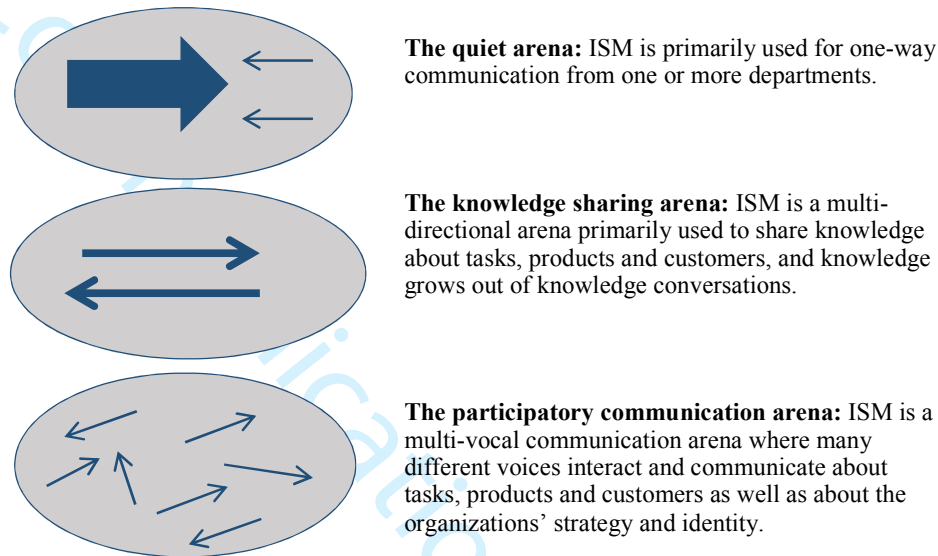 The quiet arena: ISM is primarily used for one-way
communication from one or more departments.
The knowledge sharing arena: ISM is a multi-
directional arena primarily used to share knowledge
about tasks, products and customers, and knowledge
grows out of knowledge conversations.
The participatory communication arena: ISM is a
multi-vocal communication arena where many
different voices interact and communicate about
tasks, products and customers as well as about the
organizations’ strategy and identity.